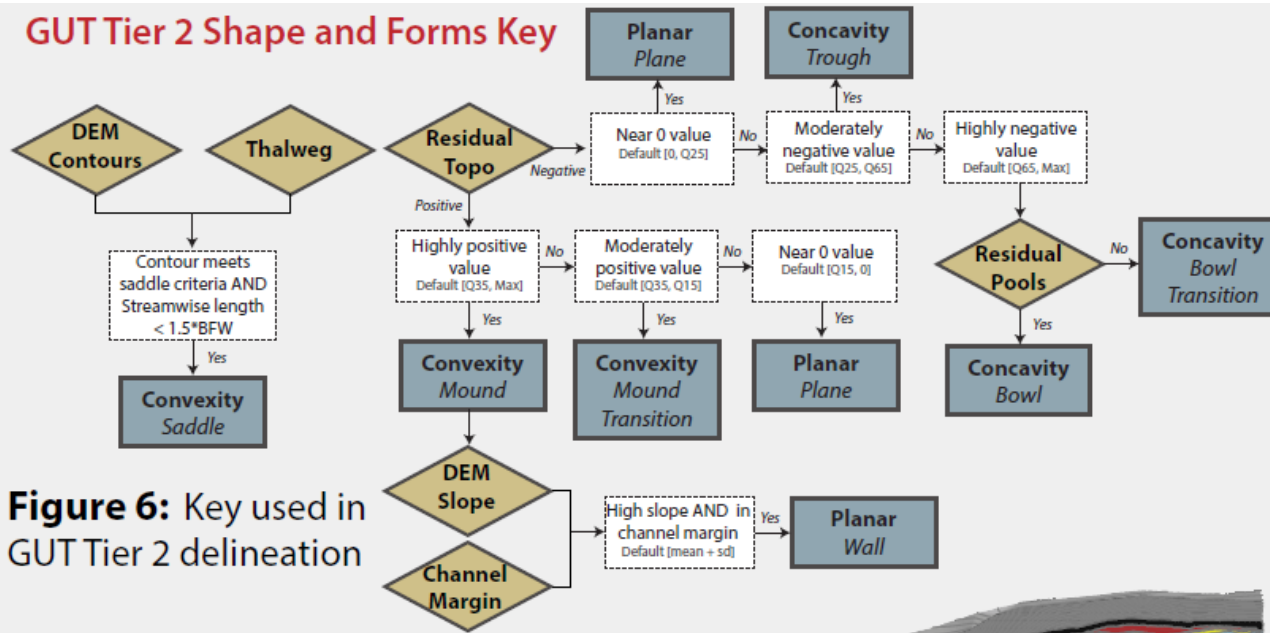 GUT Tier 2 Shape and Forms Key
Planar
Plane
Concavity
Trough
Yes
Yes
DEM
Contours
Thalweg
Residual
Topo
Negative
Near 0 value
Default [0, Q25]
No
Moderately
negative value
Default [Q25, Q65]
No
Highly negative
value
Default [Q65, Max]
Positive
Contour meets
saddle criteria AND
Streamwise length
< 1.5*BFW
Yes
Convexity
Saddle
Highly positive
value
Default [Q35, Max]
No
Moderately
positive value
Default [Q35, Q15]
No
Near 0 value
Default [Q15, 0]
Residual
Pools
No
Concavity
Bowl
Transition
Yes
Yes
Yes
Yes
Convexity
Mound
Convexity
Mound
Transition
Planar
Plane
Concavity
Bowl
DEM
Slope
Channel
Margin
High slope AND in
channel margin
Default [mean + sd]
Yes
Planar
Wall
Figure 6: Key used in
GUT Tier 2 delineation